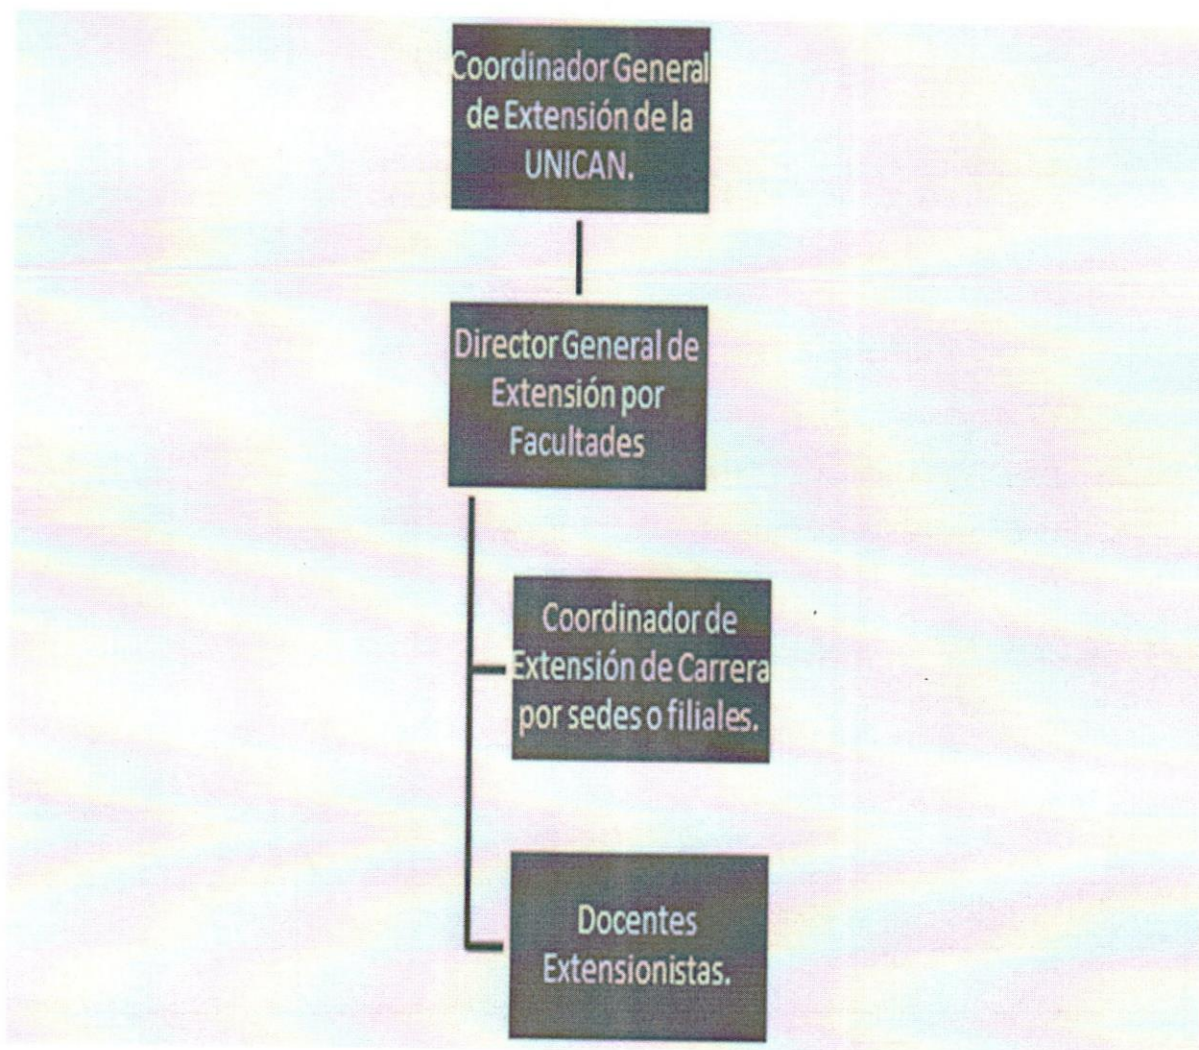 Coordinador General
de Extensión de la
UNICAN.
Director General de
Extensión por
Facultades
Coordinador de
Extensión de Carrera
por sedes o filiales.
Docentes
Extensionistas.